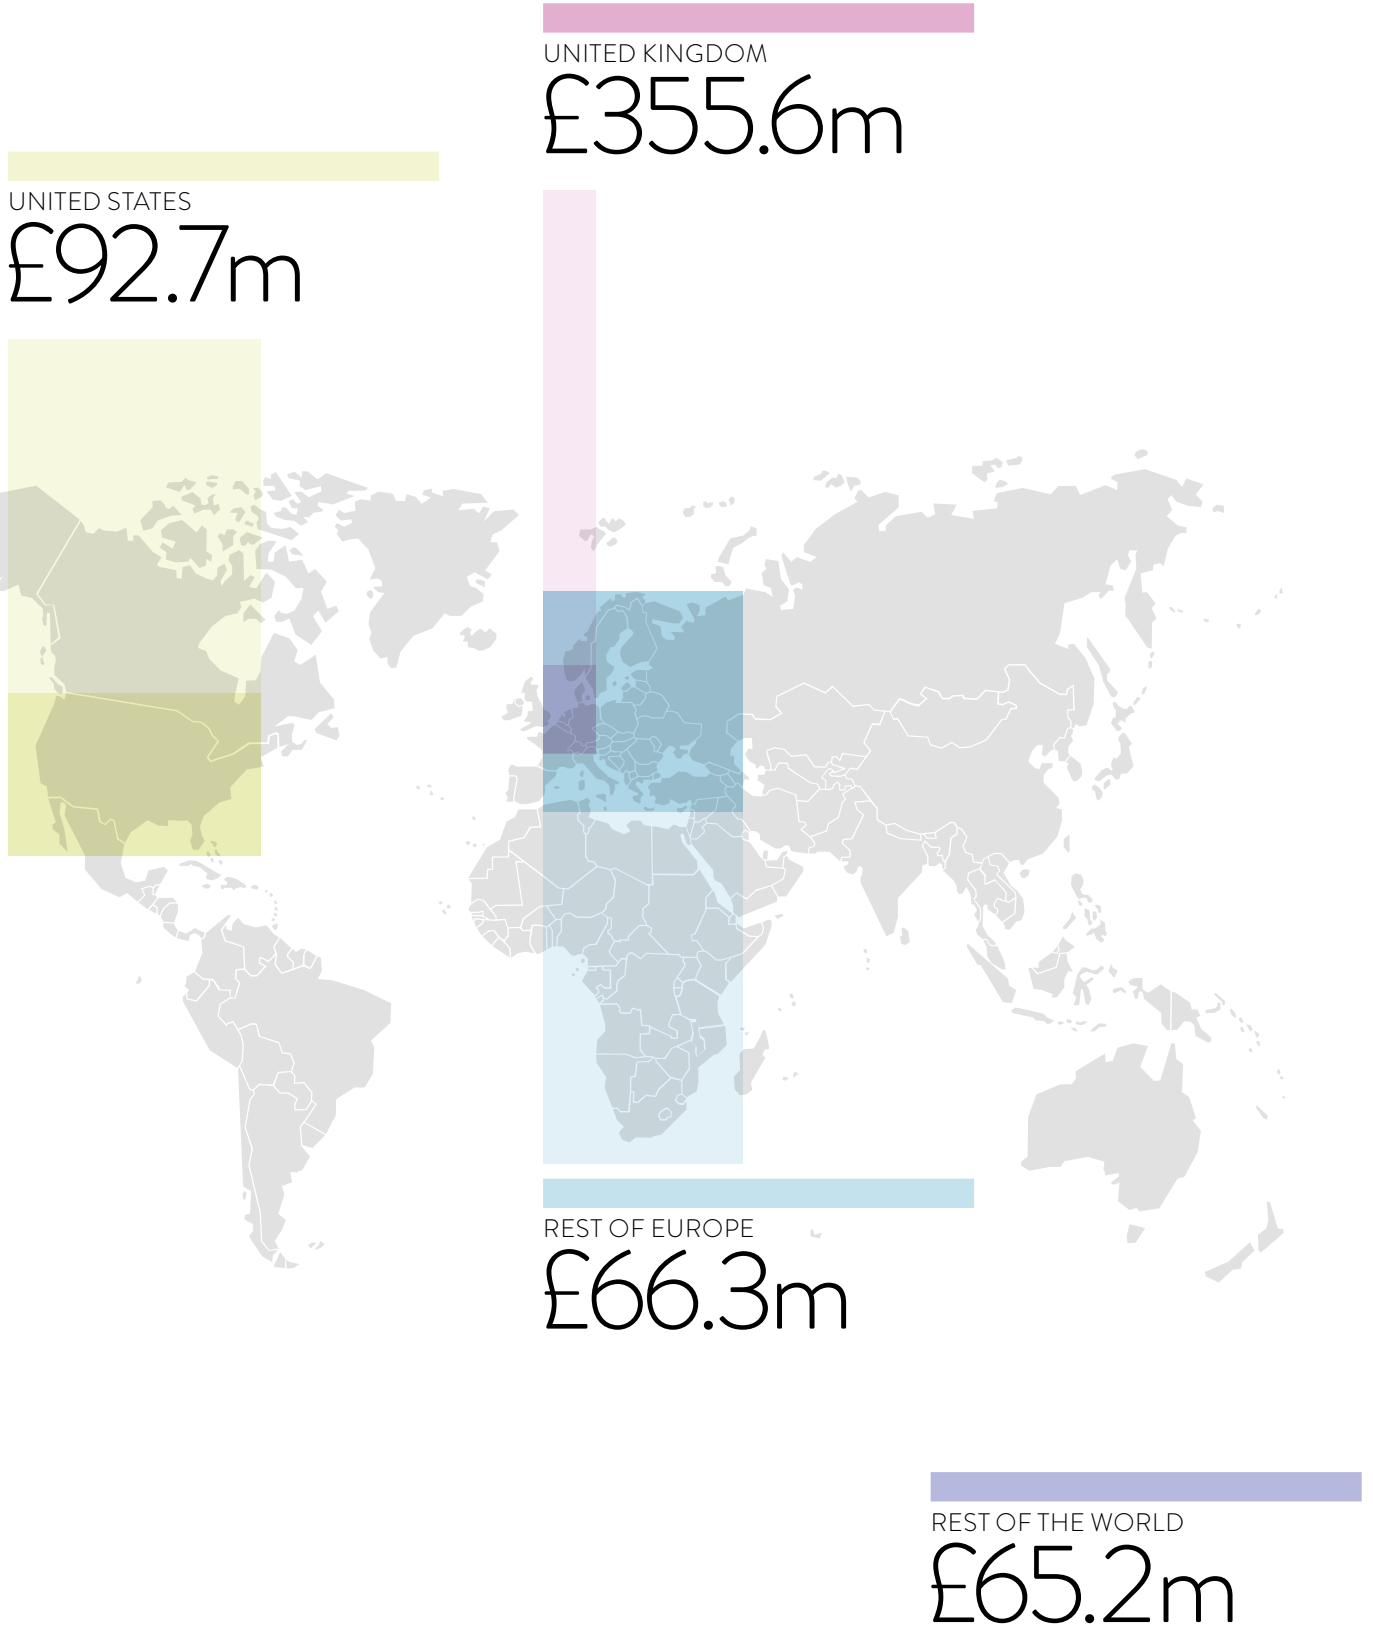 UNITED KINGDOM
£355.6m
UNITED STATES
£92.7m
REST OF EUROPE
£66.3m
REST OF THE WORLD
£65.2m